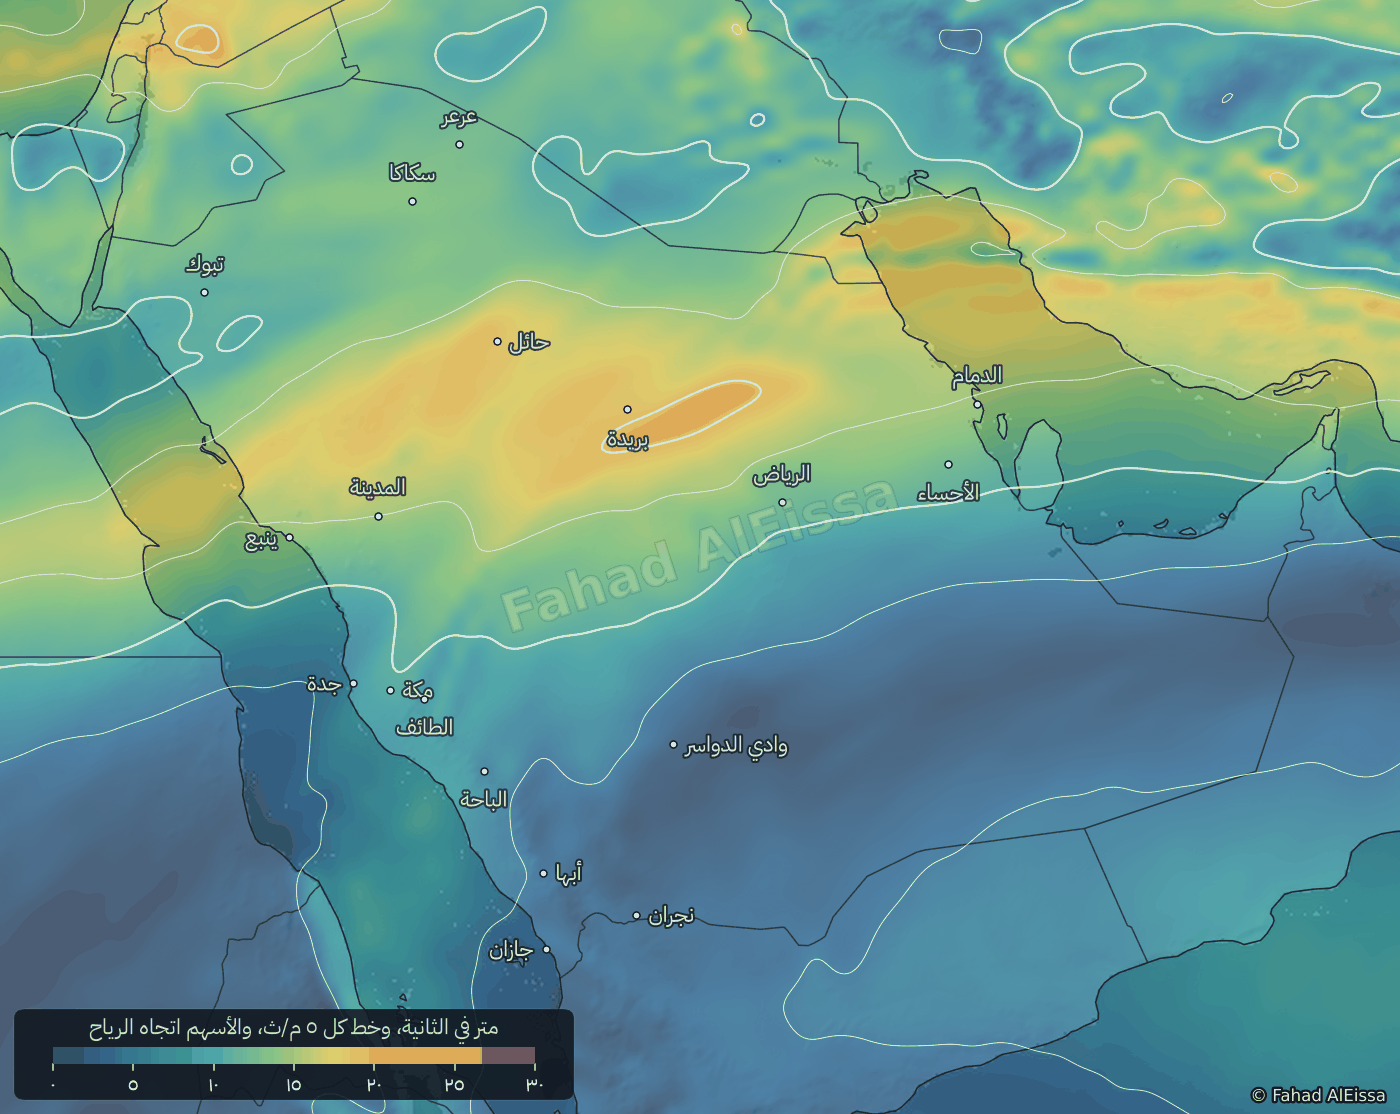 عرعر
سكاكا
تبوك
حائل
الدمام
بريدة
الرياض
الأحساء
المدينة
ينبع
Fahad AlEissa
جدة
مكة
الطائف
وادي الدواسر
الباحة
أبها
نجران
جازان
متر في الثانية، وخط كل ٥ م/ث، والأسهم اتجاه الرياح
٠ ٥ ١٠ ١٥ ٢٠ ٢٥ ٣٠
© Fahad AlEissa